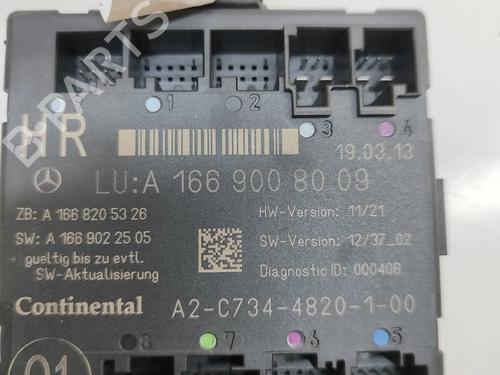 B-PARTS
1 2
3 4
HR
19.03.13
LU:A 166 900 80 09
ZB: A 166 820 53 26
HW-Version: 11/21
SW: A 166 902 25 05
SW-Version: 12/37_02
gueltig bis zu evtl.
SW-Aktualisierung
Diagnostic ID: 000406
Continental A2-C734-4820-1-00
8 7 6 5
01